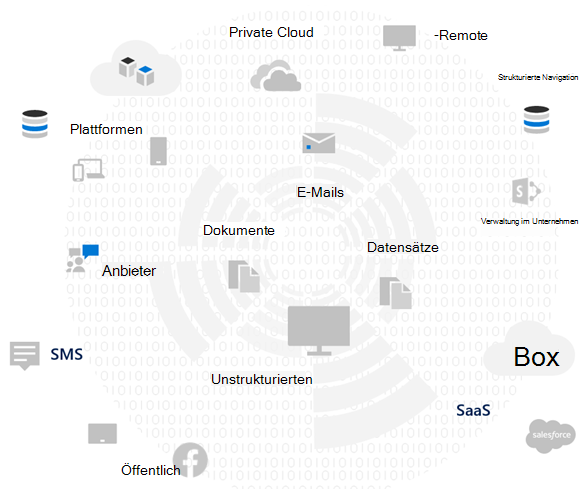 Private Cloud
-Remote
Strukturierte Navigation
Plattformen
E-Mails
Verwaltung im Unternehmen
Dokumente
Datensätze
Anbieter
SMS
Box
Unstrukturierten
SaaS
salesforce
Öffentlich